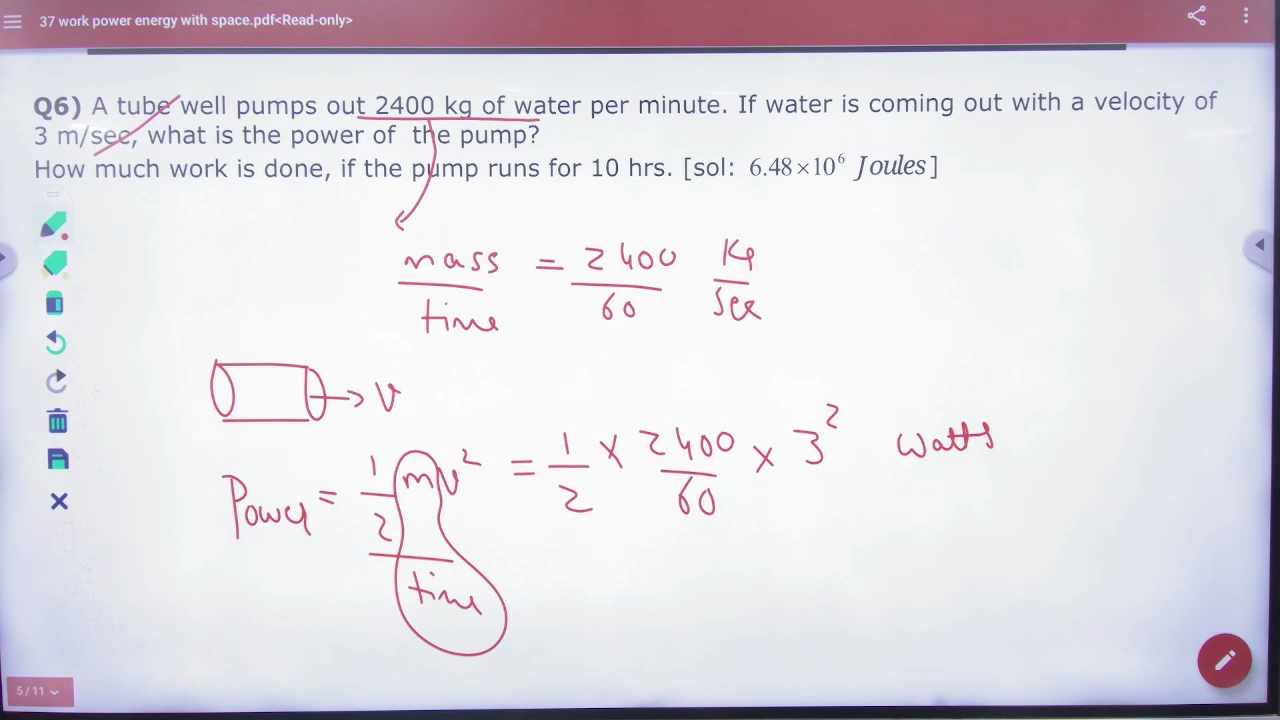 37 work power energy with space.pdf<Read-only>
Q6) A tube well pumps out 2400 kg of water per minute. If water is coming out with a velocity of
3 m/sec, what is the power of the pump?
How much work is done, if the pump runs for 10 hrs. [sol: 6.48×10⁶ Joules]
mass / time = 2400 / 60 Kg / Sec
V
Power = 1/2 mv² / time = 1/2 × 2400/60 × 3² Watts
5 / 11